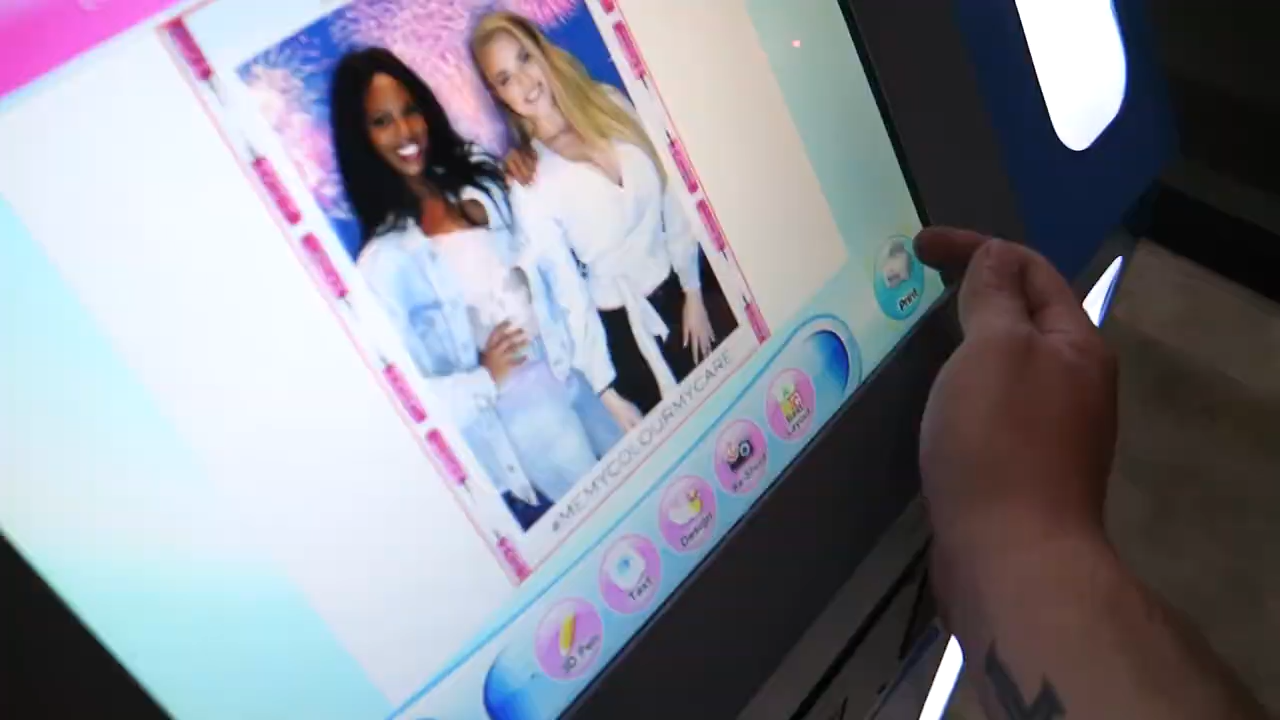 #MEMYCOLOURMYCARE
Print
Layout
Re-Shoot
Design
Text
3D Pen